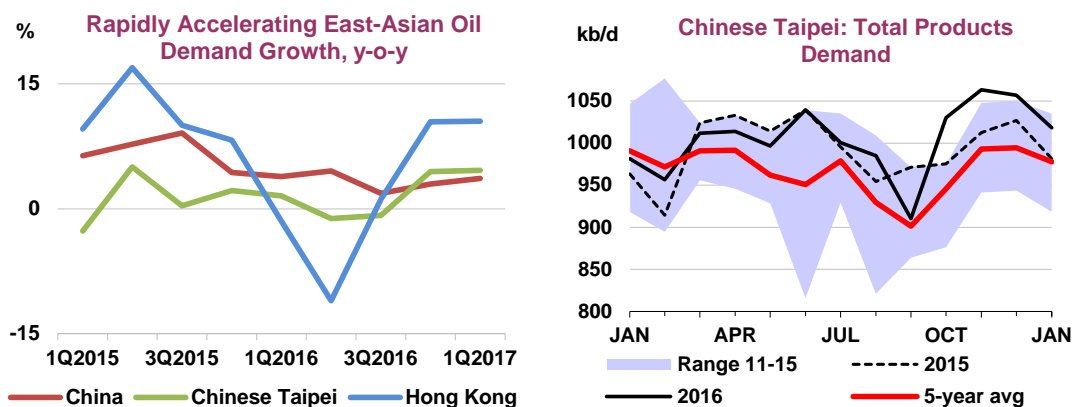 Rapidly Accelerating East-Asian Oil
Demand Growth, y-o-y
%
15
0
-15
1Q2015 3Q2015 1Q2016 3Q2016 1Q2017
China Chinese Taipei Hong Kong
Chinese Taipei: Total Products
Demand
kb/d
1050
1000
950
900
850
800
JAN APR JUL OCT JAN
Range 11-15 2015
2016 5-year avg